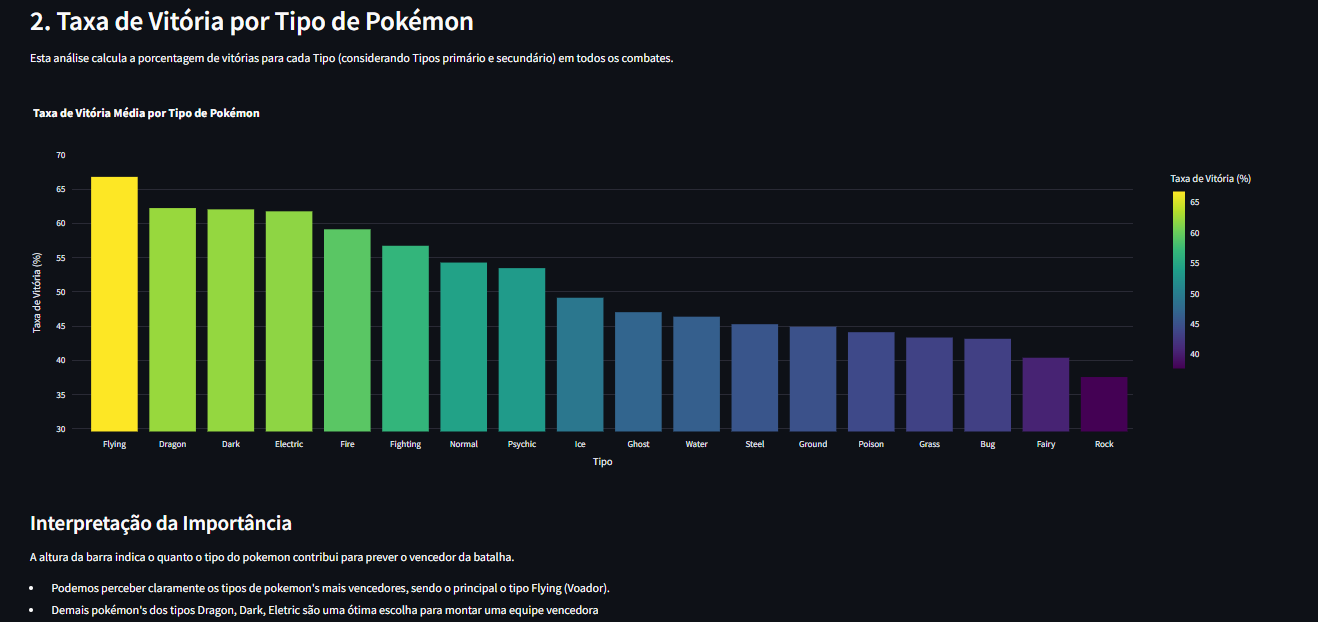 2. Taxa de Vitória por Tipo de Pokémon
Esta análise calcula a porcentagem de vitórias para cada Tipo (considerando Tipos primário e secundário) em todos os combates.
Taxa de Vitória Média por Tipo de Pokémon
Taxa de Vitória (%)
70
65
60
55
50
45
40
35
30
Flying Dragon Dark Electric Fire Fighting Normal Psychic Ice Ghost Water Steel Ground Poison Grass Bug Fairy Rock
Tipo
Taxa de Vitória (%)
65
60
55
50
45
40
Interpretação da Importância
A altura da barra indica o quanto o tipo do pokemon contribui para prever o vencedor da batalha.
• Podemos perceber claramente os tipos de pokemon's mais vencedores, sendo o principal o tipo Flying (Voador).
• Demais pokémon's dos tipos Dragon, Dark, Eletric são uma ótima escolha para montar uma equipe vencedora